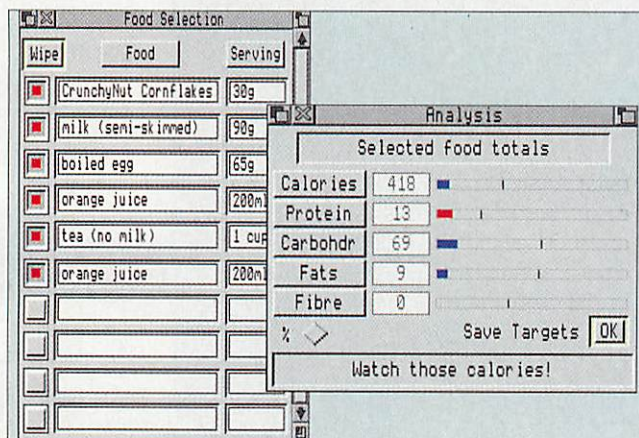 Food Selection
Wipe Food Serving
CrunchyNut Cornflakes 30g
milk (semi-skimmed) 90g
boiled egg 65g
orange juice 200ml
tea (no milk) 1 cup
orange juice 200ml
Analysis
Selected food totals
Calories 418
Protein 13
Carbohdr 69
Fats 9
Fibre 0
% Save Targets OK
Watch those calories!